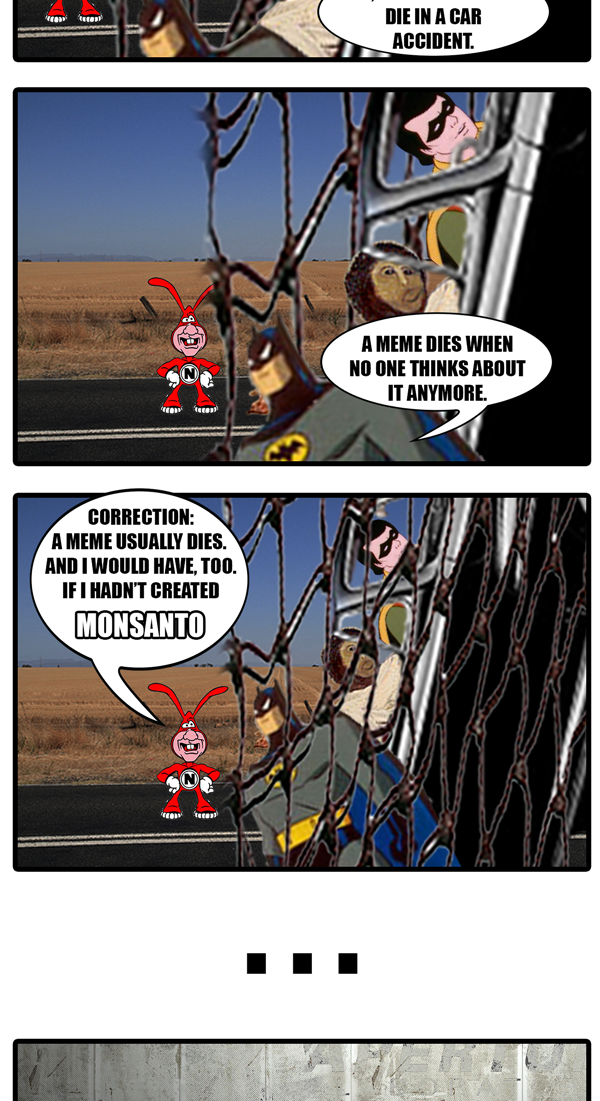 DIE IN A CAR
ACCIDENT.
A MEME DIES WHEN
NO ONE THINKS ABOUT
IT ANYMORE.
CORRECTION:
A MEME USUALLY DIES.
AND I WOULD HAVE, TOO.
IF I HADN'T CREATED
MONSANTO
N
N